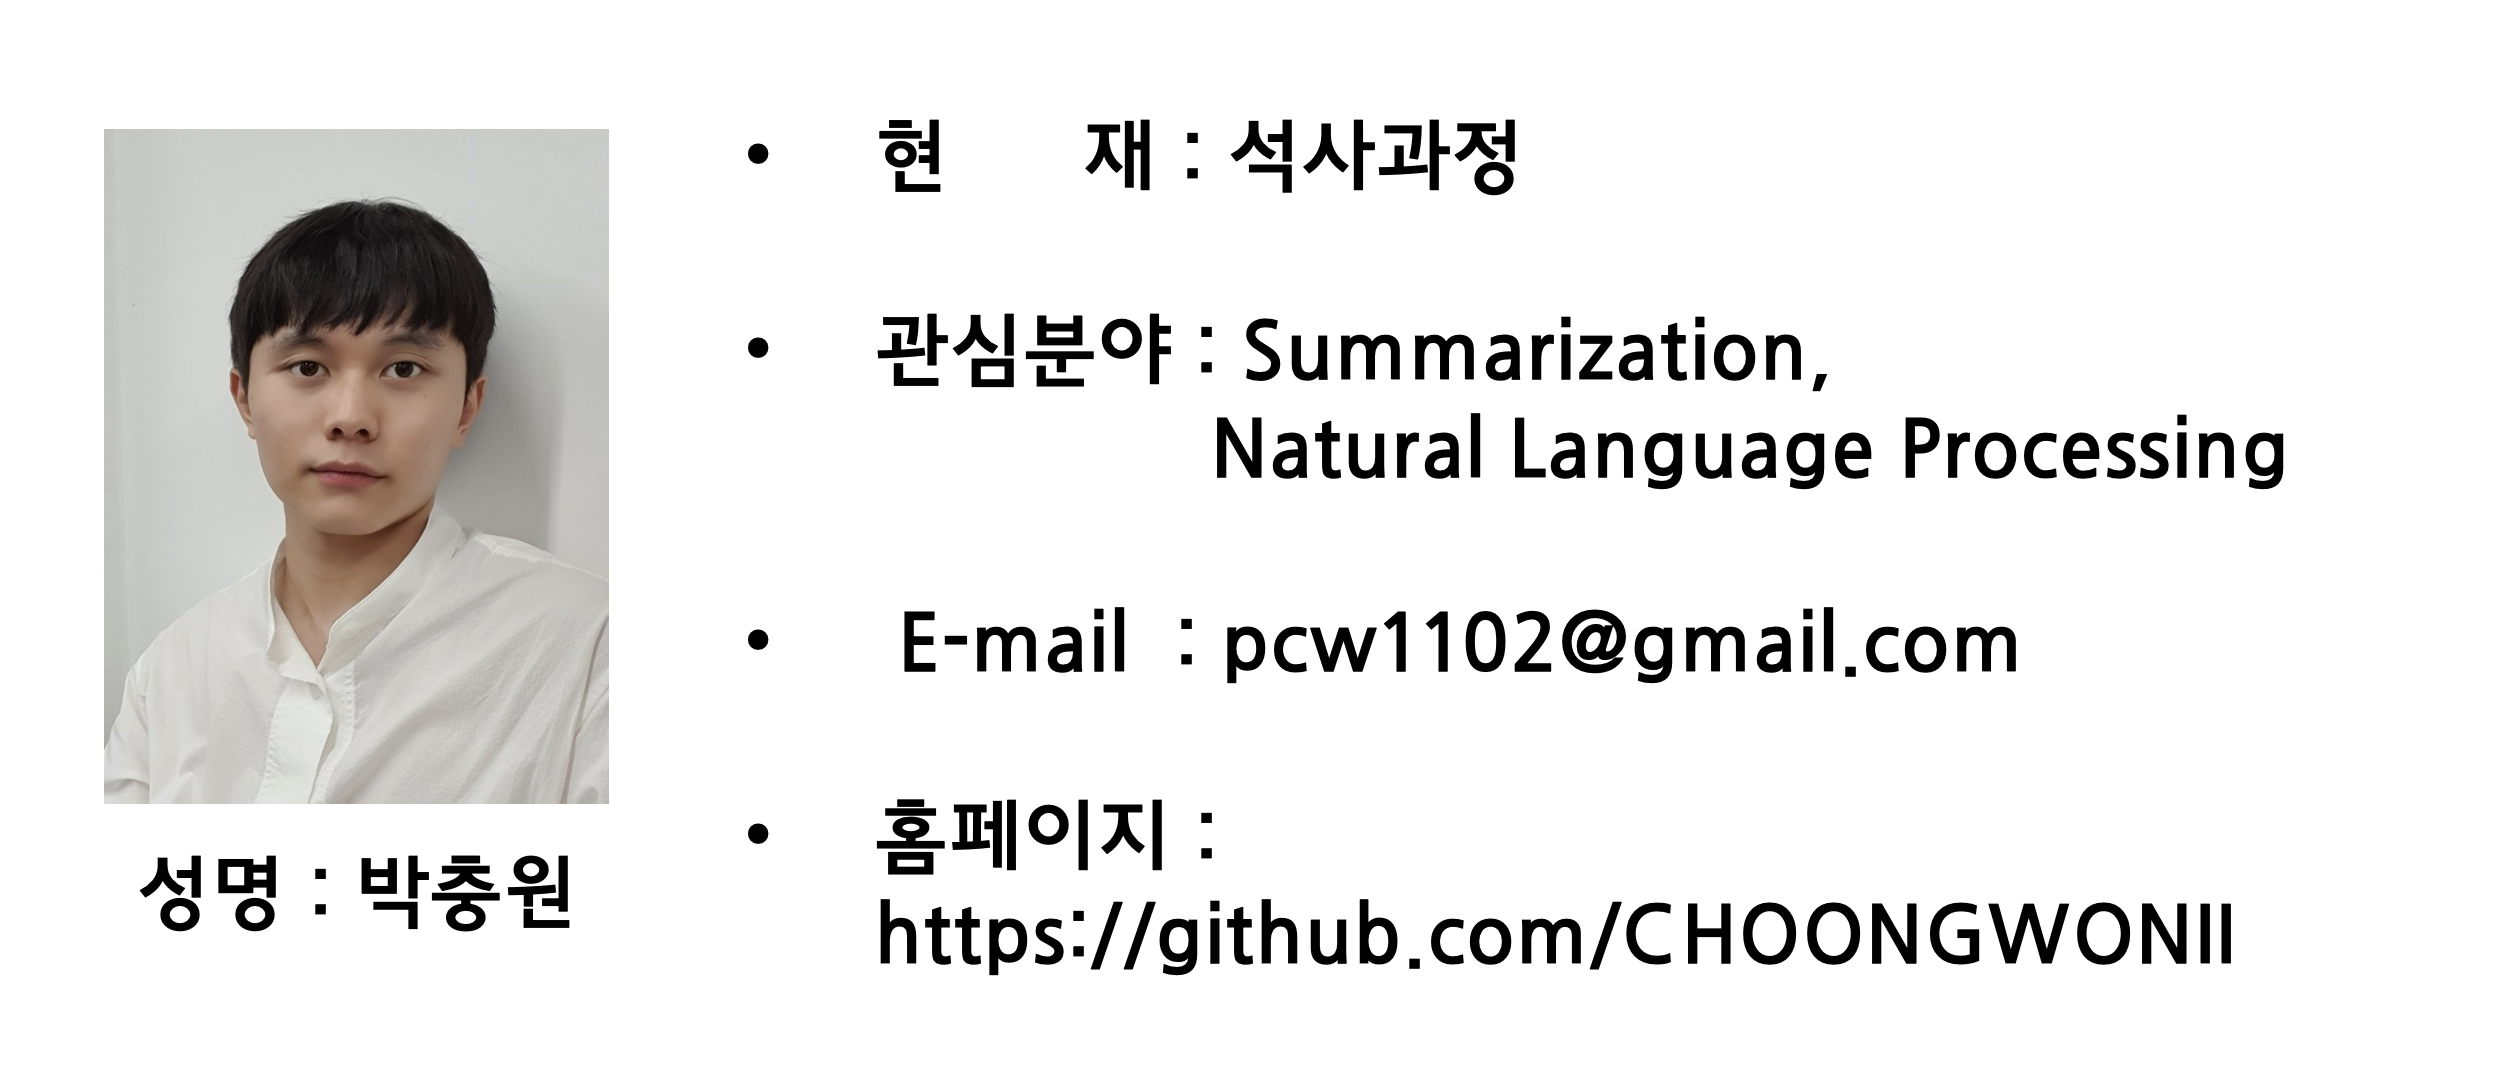 현 재 : 석사과정
관심분야 : Summarization,
Natural Language Processing
E-mail : pcw1102@gmail.com
홈페이지 :
https://github.com/CHOONGWONII
성명 : 박충원